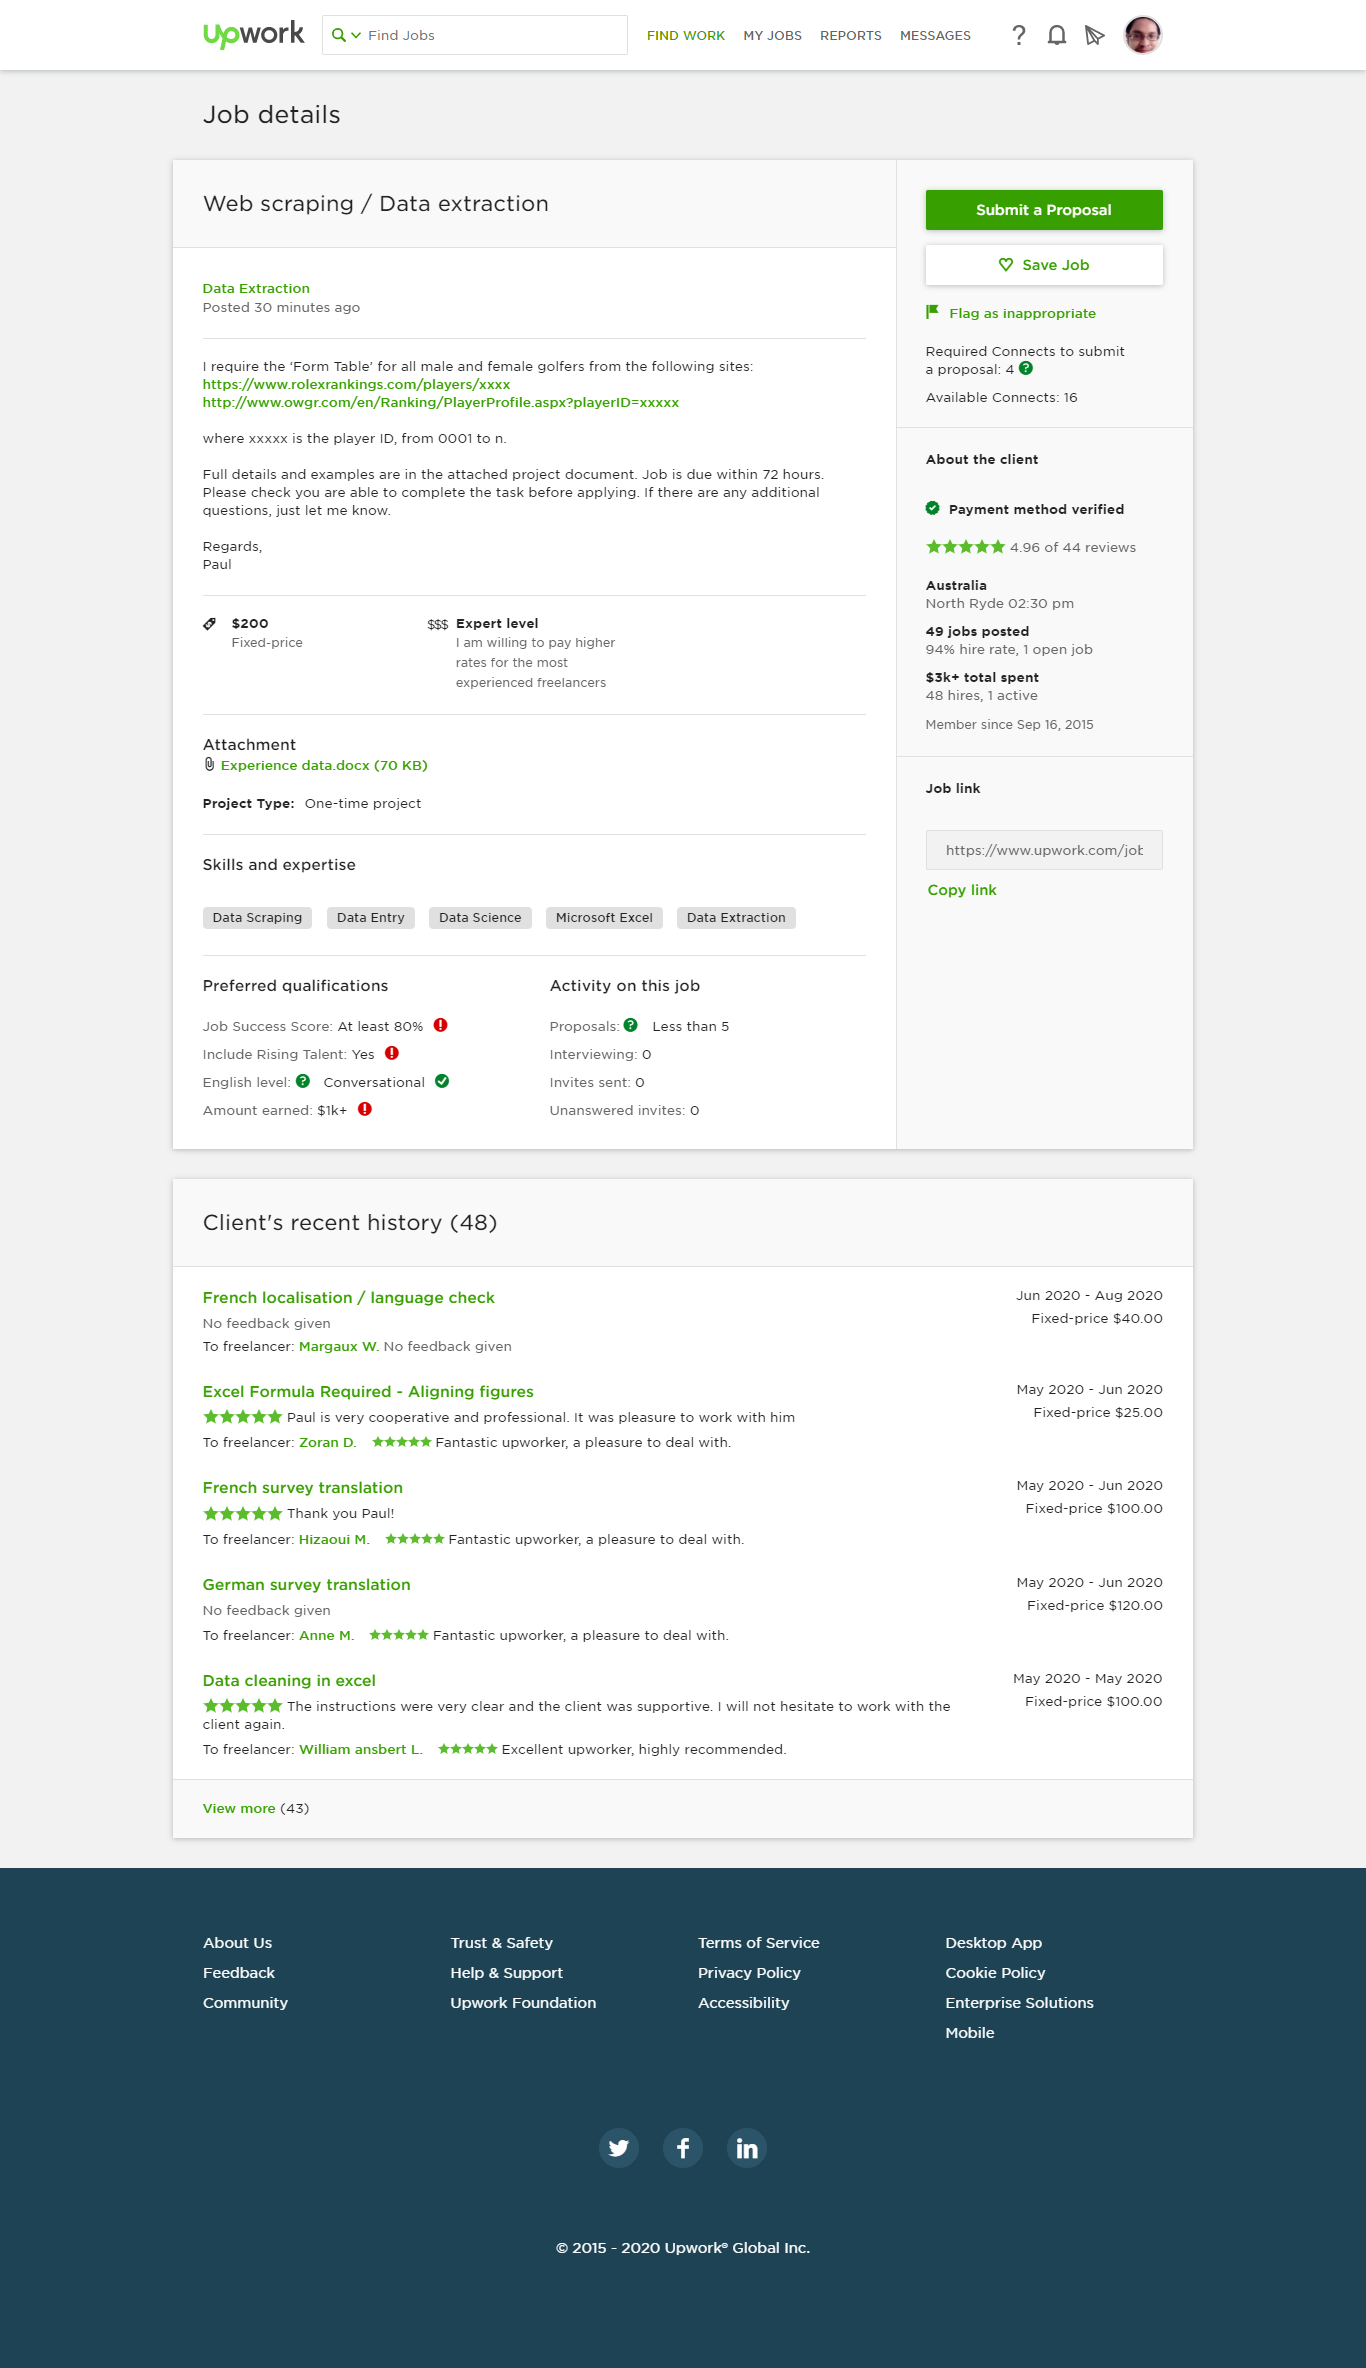 Upwork
Find Jobs
FIND WORK MY JOBS REPORTS MESSAGES
Job details
Web scraping / Data extraction
Data Extraction
Posted 30 minutes ago
I require the ‘Form Table’ for all male and female golfers from the following sites:
https://www.rolexrankings.com/players/xxxx
http://www.owgr.com/en/Ranking/PlayerProfile.aspx?playerID=xxxxx
where xxxxx is the player ID, from 0001 to n.
Full details and examples are in the attached project document. Job is due within 72 hours.
Please check you are able to complete the task before applying. If there are any additional
questions, just let me know.
Regards,
Paul
$200
Fixed-price
$$$ Expert level
I am willing to pay higher
rates for the most
experienced freelancers
Attachment
Experience data.docx (70 KB)
Project Type: One-time project
Skills and expertise
Data Scraping Data Entry Data Science Microsoft Excel Data Extraction
Preferred qualifications
Job Success Score: At least 80%
Include Rising Talent: Yes
English level: Conversational
Amount earned: $1k+
Activity on this job
Proposals: Less than 5
Interviewing: 0
Invites sent: 0
Unanswered invites: 0
Submit a Proposal
Save Job
Flag as inappropriate
Required Connects to submit
a proposal: 4
Available Connects: 16
About the client
Payment method verified
4.96 of 44 reviews
Australia
North Ryde 02:30 pm
49 jobs posted
94% hire rate, 1 open job
$3k+ total spent
48 hires, 1 active
Member since Sep 16, 2015
Job link
https://www.upwork.com/job
Copy link
Client's recent history (48)
French localisation / language check
No feedback given
To freelancer: Margaux W. No feedback given
Jun 2020 - Aug 2020
Fixed-price $40.00
Excel Formula Required - Aligning figures
Paul is very cooperative and professional. It was pleasure to work with him
To freelancer: Zoran D. Fantastic upworker, a pleasure to deal with.
May 2020 - Jun 2020
Fixed-price $25.00
French survey translation
Thank you Paul!
To freelancer: Hizaoui M. Fantastic upworker, a pleasure to deal with.
May 2020 - Jun 2020
Fixed-price $100.00
German survey translation
No feedback given
To freelancer: Anne M. Fantastic upworker, a pleasure to deal with.
May 2020 - Jun 2020
Fixed-price $120.00
Data cleaning in excel
The instructions were very clear and the client was supportive. I will not hesitate to work with the
client again.
To freelancer: William ansbert L. Excellent upworker, highly recommended.
May 2020 - May 2020
Fixed-price $100.00
View more (43)
About Us
Feedback
Community
Trust & Safety
Help & Support
Upwork Foundation
Terms of Service
Privacy Policy
Accessibility
Desktop App
Cookie Policy
Enterprise Solutions
Mobile
© 2015 - 2020 Upwork® Global Inc.